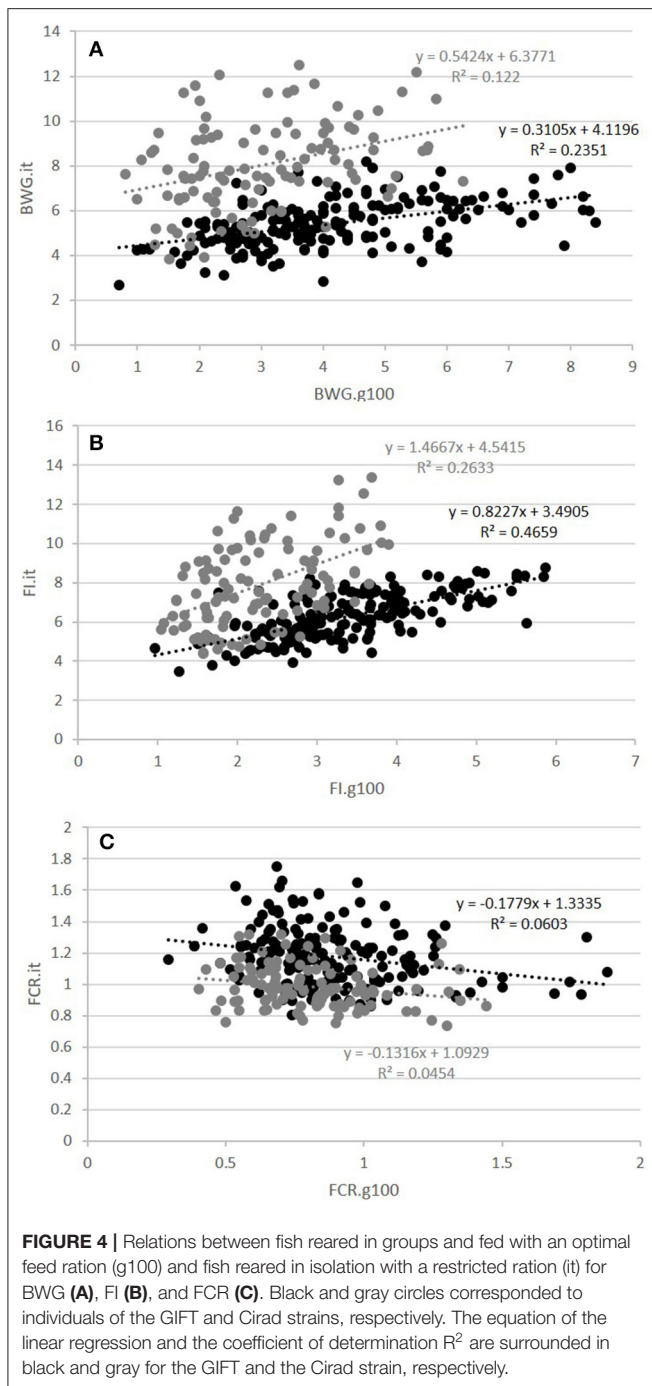 A
y = 0.5424x + 6.3771
R² = 0.122
y = 0.3105x + 4.1196
R² = 0.2351
BWG.it
14
12
10
8
6
4
2
0
0 1 2 3 4 5 6 7 8 9
BWG.g100
B
y = 1.4667x + 4.5415
R² = 0.2633
y = 0.8227x + 3.4905
R² = 0.4659
FI.it
16
14
12
10
8
6
4
2
0
0 1 2 3 4 5 6 7
FI.g100
C
y = -0.1779x + 1.3335
R² = 0.0603
y = -0.1316x + 1.0929
R² = 0.0454
FCR.it
2
1.8
1.6
1.4
1.2
1
0.8
0.6
0.4
0.2
0
0 0.5 1 1.5 2
FCR.g100
FIGURE 4 | Relations between fish reared in groups and fed with an optimal
feed ration (g100) and fish reared in isolation with a restricted ration (it) for
BWG (A), FI (B), and FCR (C). Black and gray circles corresponded to
individuals of the GIFT and Cirad strains, respectively. The equation of the
linear regression and the coefficient of determination R² are surrounded in
black and gray for the GIFT and the Cirad strain, respectively.